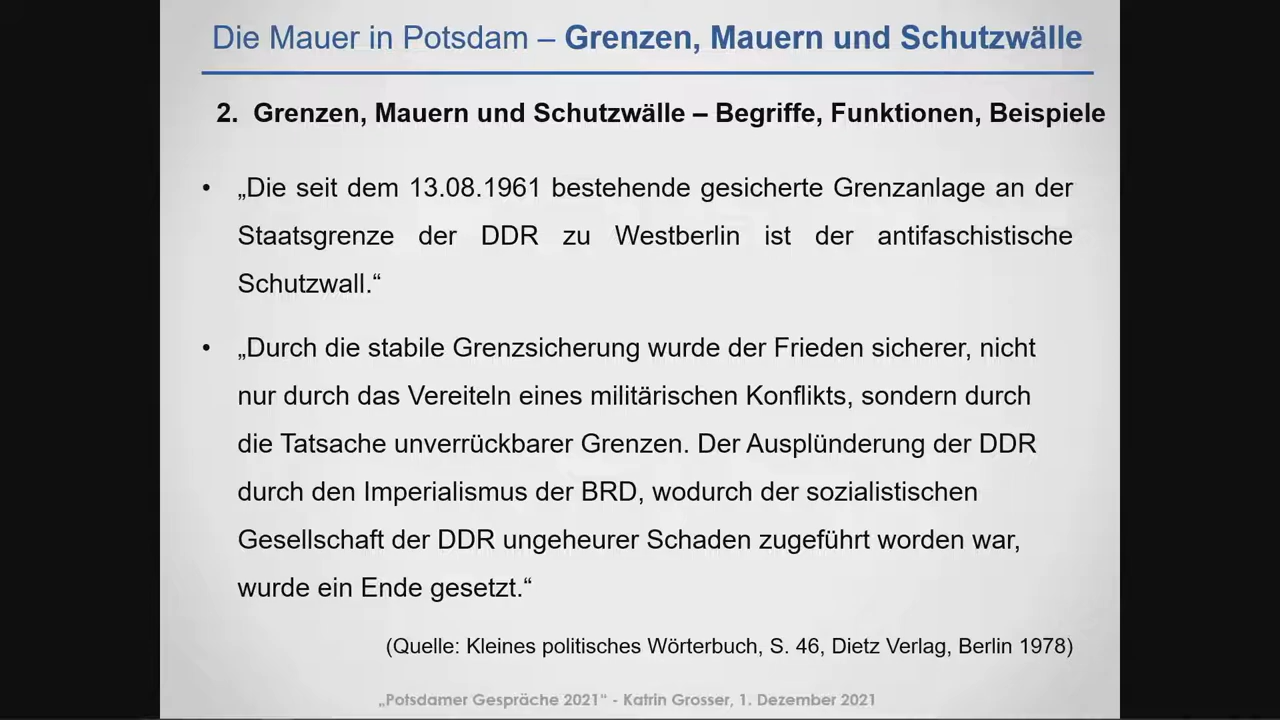 Die Mauer in Potsdam – Grenzen, Mauern und Schutzwälle
2. Grenzen, Mauern und Schutzwälle – Begriffe, Funktionen, Beispiele
• „Die seit dem 13.08.1961 bestehende gesicherte Grenzanlage an der
Staatsgrenze der DDR zu Westberlin ist der antifaschistische
Schutzwall.“
• „Durch die stabile Grenzsicherung wurde der Frieden sicherer, nicht
nur durch das Vereiteln eines militärischen Konflikts, sondern durch
die Tatsache unverrückbarer Grenzen. Der Ausplünderung der DDR
durch den Imperialismus der BRD, wodurch der sozialistischen
Gesellschaft der DDR ungeheurer Schaden zugeführt worden war,
wurde ein Ende gesetzt.“
(Quelle: Kleines politisches Wörterbuch, S. 46, Dietz Verlag, Berlin 1978)
„Potsdamer Gespräche 2021“ - Katrin Grosser, 1. Dezember 2021